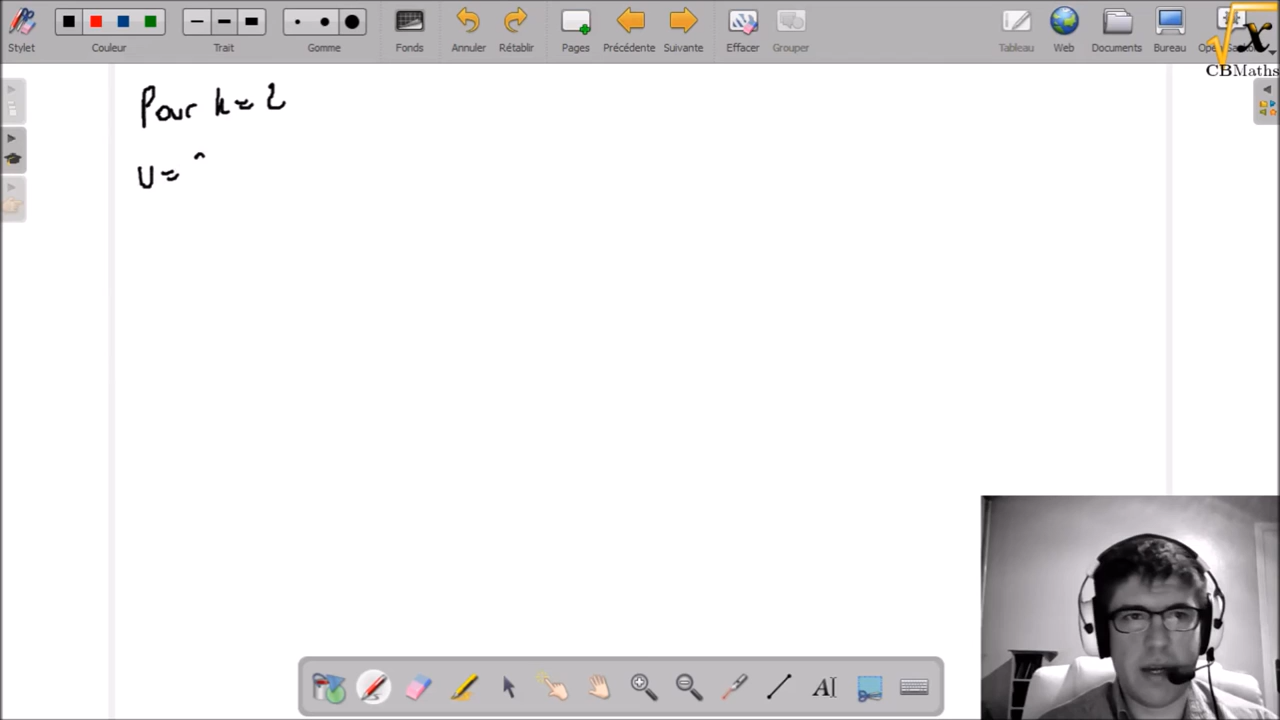 Stylet Couleur Trait Gomme Fonds Annuler Rétablir Pages Précédente Suivante Effacer Grouper Tableau Web Documents Bureau
CBMaths
Pour k = 2
U =